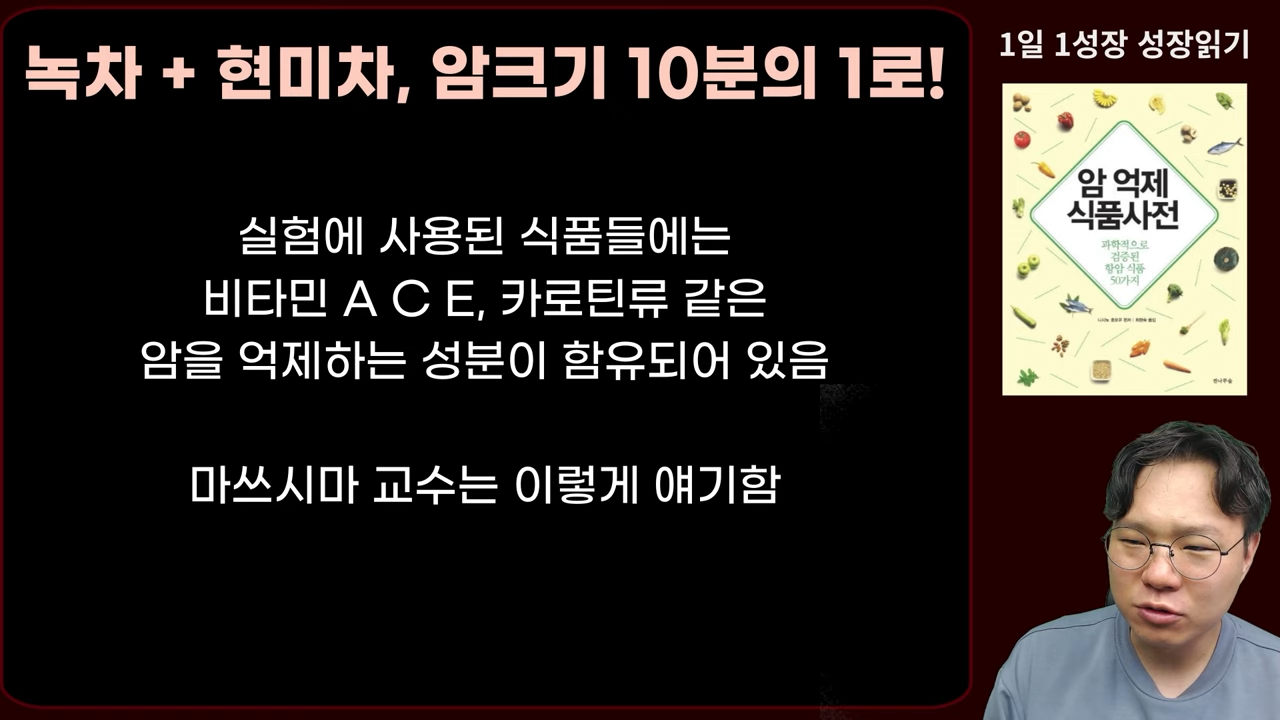 녹차 + 현미차, 암크기 10분의 1로!
실험에 사용된 식품들에는
비타민 A C E, 카로틴류 같은
암을 억제하는 성분이 함유되어 있음
마쓰시마 교수는 이렇게 얘기함
1일 1성장 성장읽기
암 억제
식품사전
과학적으로
검증된
항암 식품
50가지